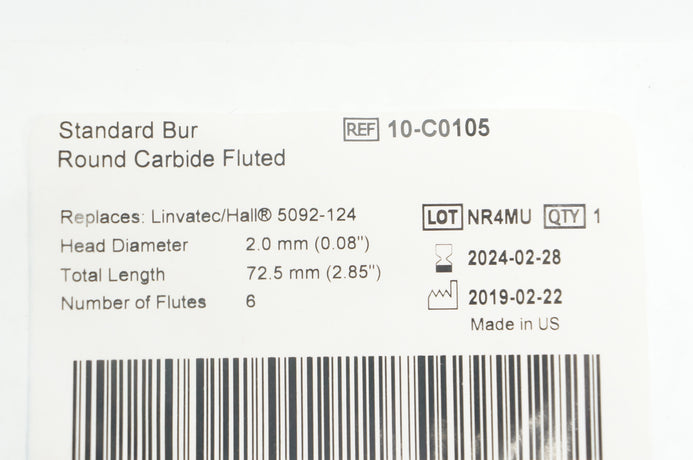 Standard Bur
Round Carbide Fluted
REF 10-C0105
Replaces: Linvatec/Hall® 5092-124
Head Diameter 2.0 mm (0.08")
Total Length 72.5 mm (2.85")
Number of Flutes 6
LOT NR4MU QTY 1
2024-02-28
2019-02-22
Made in US